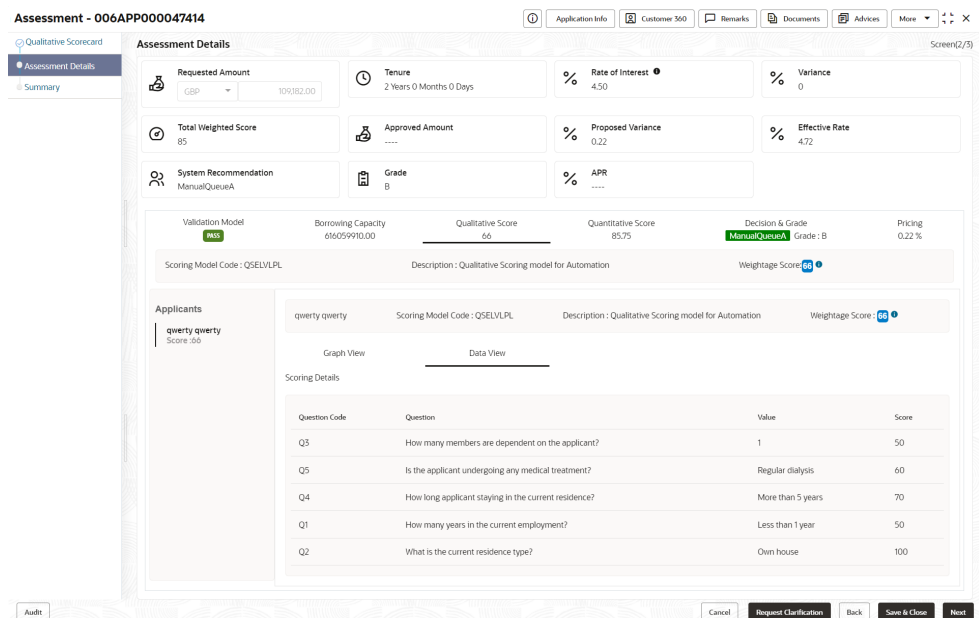 Assessment - 006APP000047414
Application Info
Customer 360
Remarks
Documents
Advices
More
Qualitative Scorecard
Assessment Details
Summary
Assessment Details
Screen(2/3)
Requested Amount
GBP 109,182.00
Tenure
2 Years 0 Months 0 Days
Rate of Interest
4.50
Variance
0
Total Weighted Score
85
Approved Amount
----
Proposed Variance
0.22
Effective Rate
4.72
System Recommendation
ManualQueueA
Grade
B
APR
----
Validation Model
PASS
Borrowing Capacity
616059910.00
Qualitative Score
66
Quantitative Score
85.75
Decision & Grade
ManualQueueA Grade : B
Pricing
0.22 %
Scoring Model Code : QSELVLPL Description : Qualitative Scoring model for Automation Weightage Score: 66
Applicants
qwerty qwerty
Score :66
qwerty qwerty Scoring Model Code : QSELVLPL Description : Qualitative Scoring model for Automation Weightage Score : 66
Graph View Data View
Scoring Details
Question Code Question Value Score
Q3 How many members are dependent on the applicant? 1 50
Q5 Is the applicant undergoing any medical treatment? Regular dialysis 60
Q4 How long applicant staying in the current residence? More than 5 years 70
Q1 How many years in the current employment? Less than 1 year 50
Q2 What is the current residence type? Own house 100
Audit
Cancel
Request Clarification
Back
Save & Close
Next